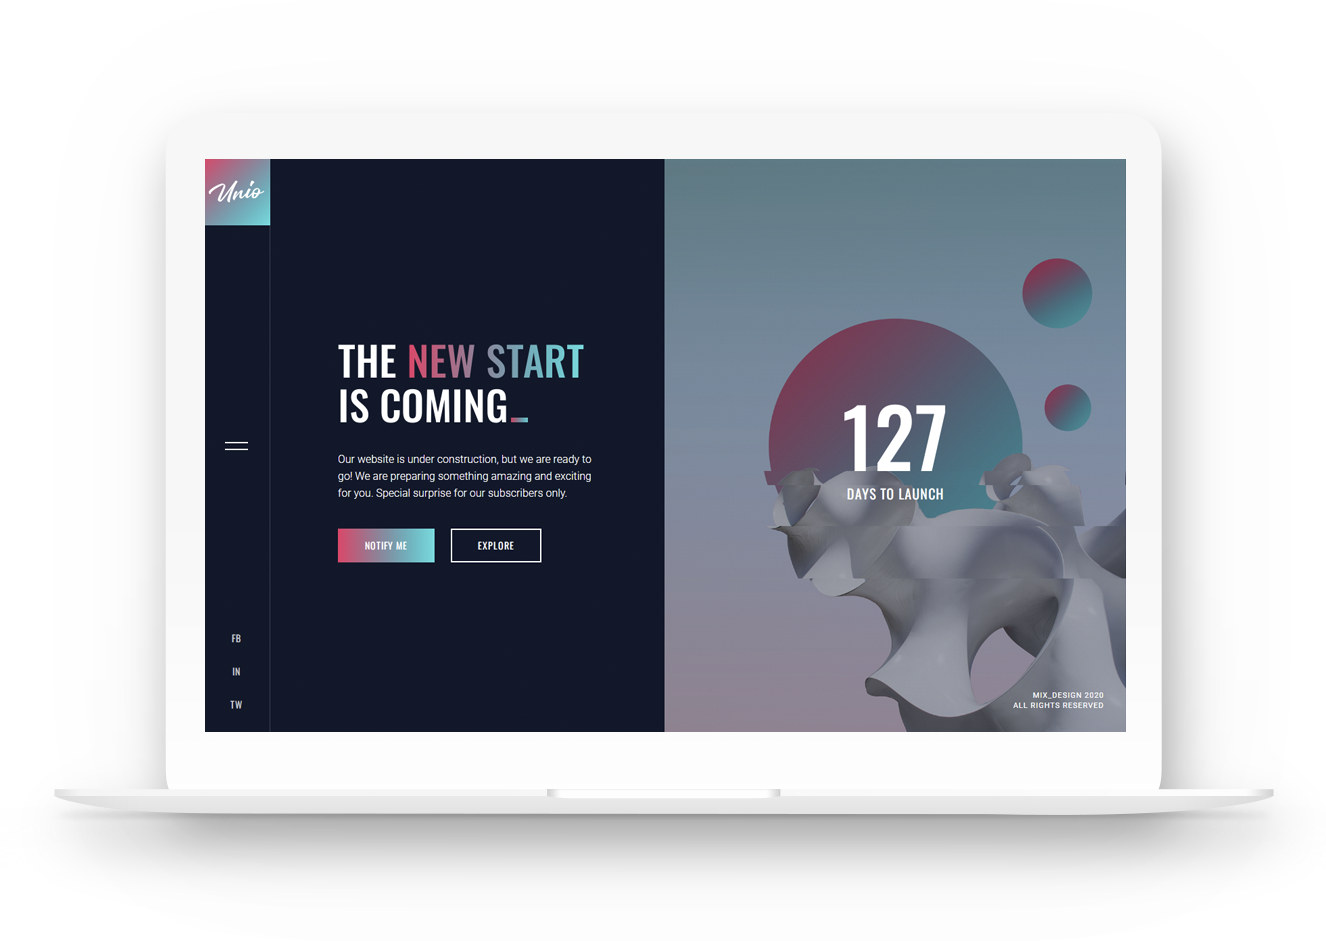 Unio
THE NEW START
IS COMING_
Our website is under construction, but we are ready to
go! We are preparing something amazing and exciting
for you. Special surprise for our subscribers only.
NOTIFY ME
EXPLORE
FB
IN
TW
127
DAYS TO LAUNCH
MIX_DESIGN 2020
ALL RIGHTS RESERVED